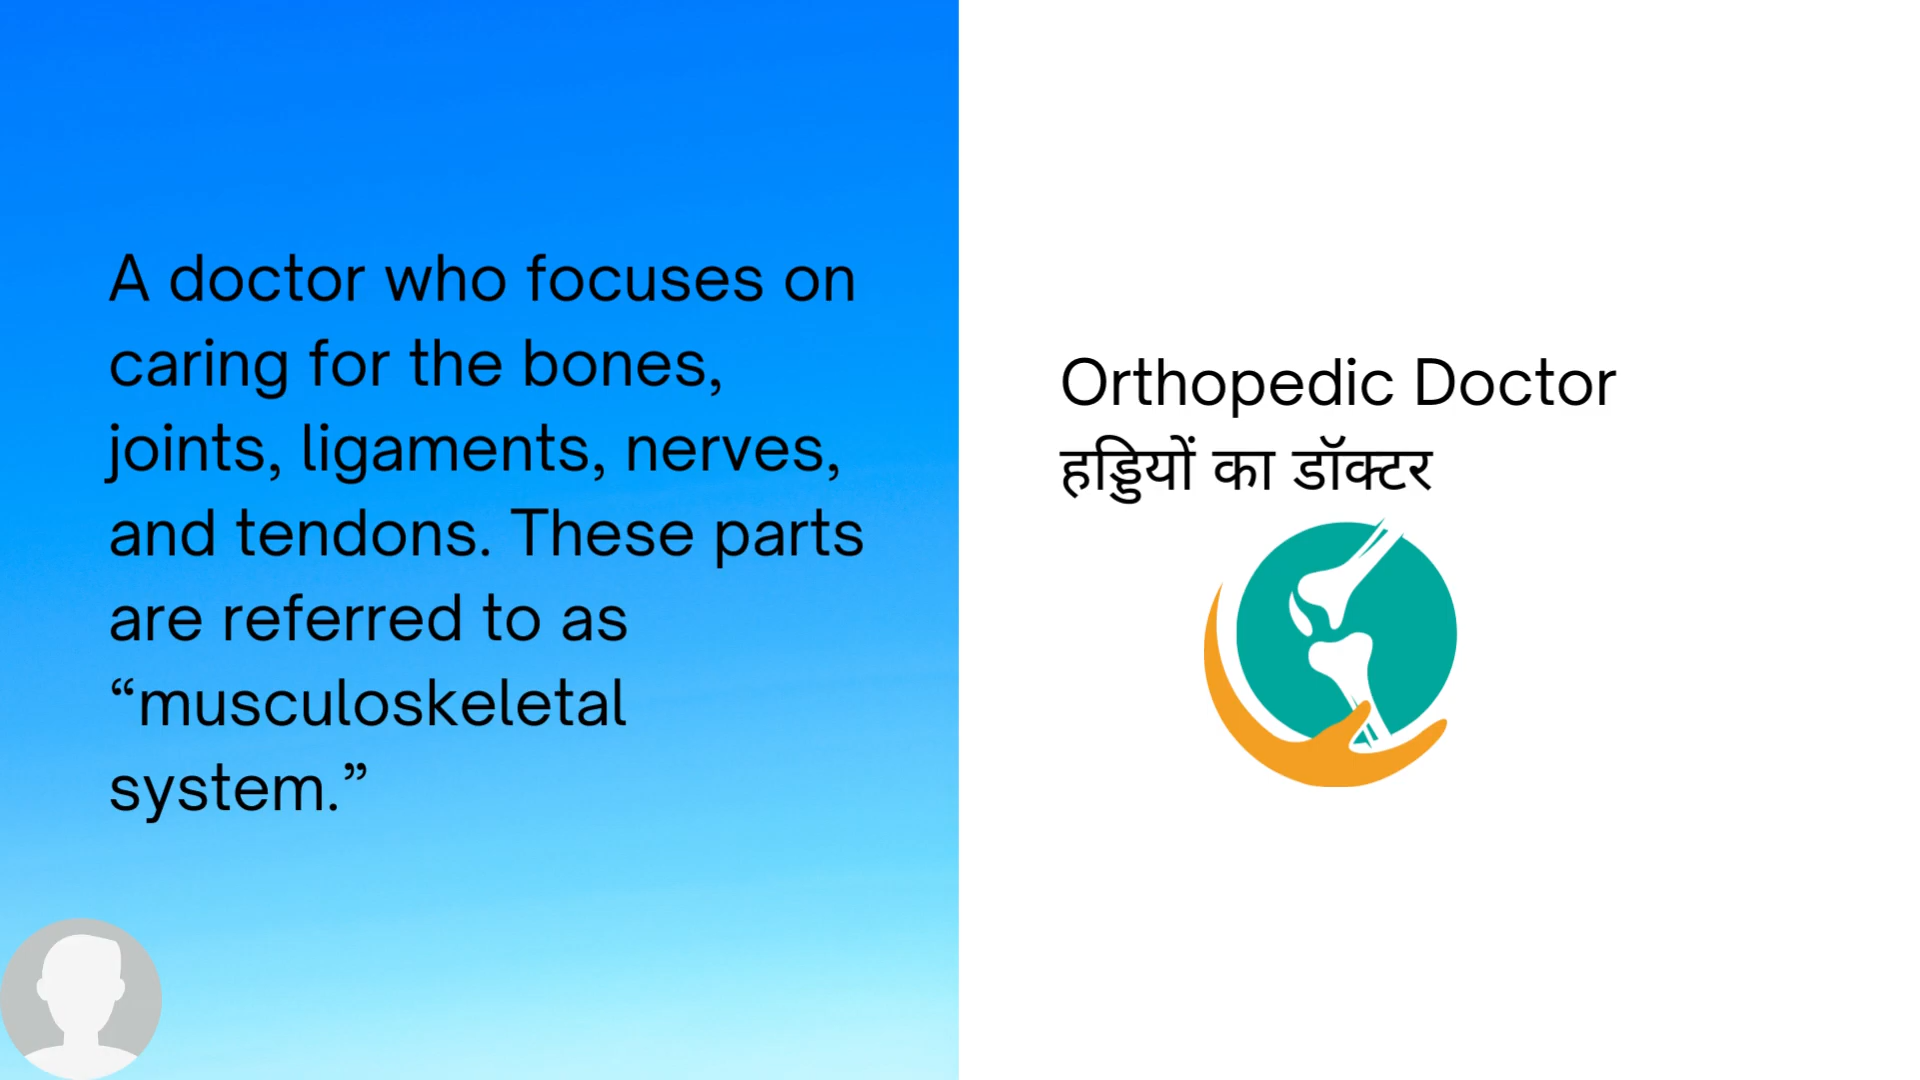 A doctor who focuses on
caring for the bones,
joints, ligaments, nerves,
and tendons. These parts
are referred to as
“musculoskeletal
system.”
Orthopedic Doctor
हड्डियों का डॉक्टर